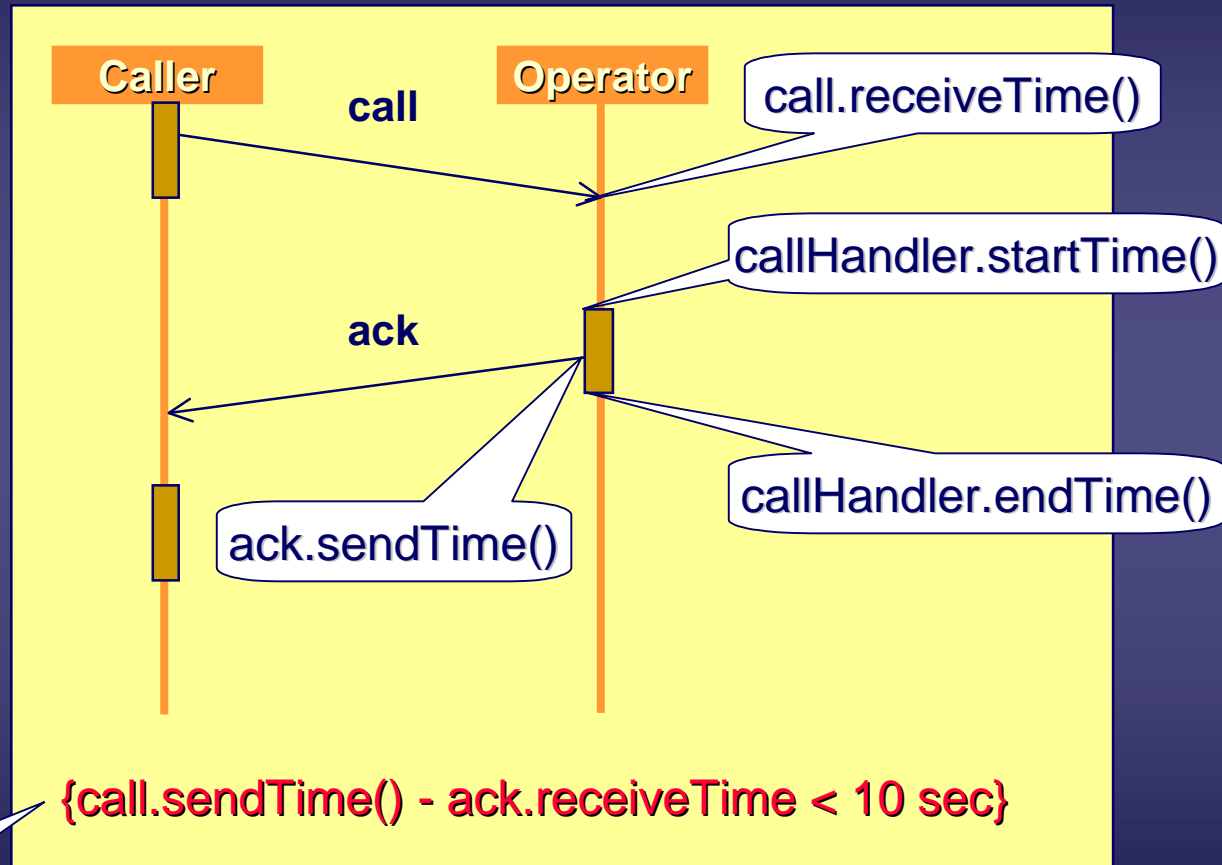 Caller
Operator
call
call.receiveTime()
callHandler.startTime()
ack
callHandler.endTime()
ack.sendTime()
{call.sendTime() - ack.receiveTime < 10 sec}